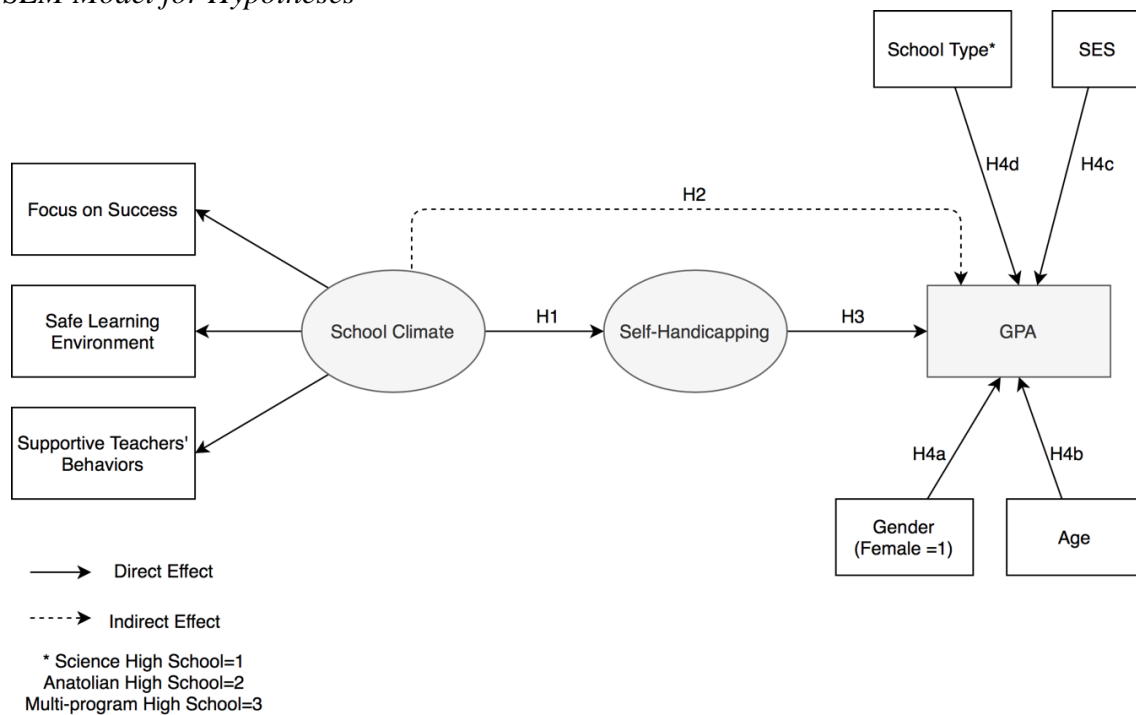 SEM Model for Hypotheses
School Type*
SES
H4d
H4c
Focus on Success
H2
Safe Learning
Environment
School Climate
H1
Self-Handicapping
H3
GPA
Supportive Teachers'
Behaviors
H4a
H4b
Gender
(Female =1)
Age
Direct Effect
Indirect Effect
* Science High School=1
Anatolian High School=2
Multi-program High School=3